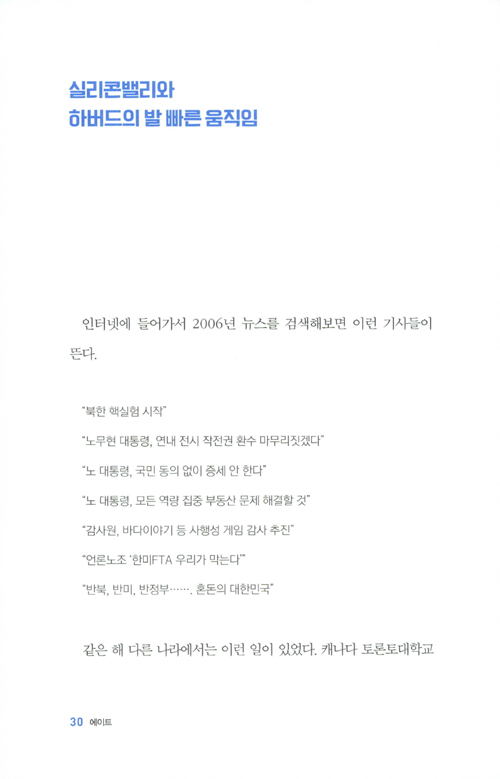 실리콘밸리와
하버드의 발 빠른 움직임
인터넷에 들어가서 2006년 뉴스를 검색해보면 이런 기사들이
뜬다.
“북한 핵실험 시작”
“노무현 대통령, 연내 전시 작전권 환수 마무리짓겠다”
“노 대통령, 국민 동의 없이 증세 안 한다”
“노 대통령, 모든 역량 집중 부동산 문제 해결할 것”
“감사원, 바다이야기 등 사행성 게임 감사 추진”
“언론노조 ‘한미FTA 우리가 막는다’”
“반북, 반미, 반정부……. 혼돈의 대한민국”
같은 해 다른 나라에서는 이런 일이 있었다. 캐나다 토론토대학교
30 에이트